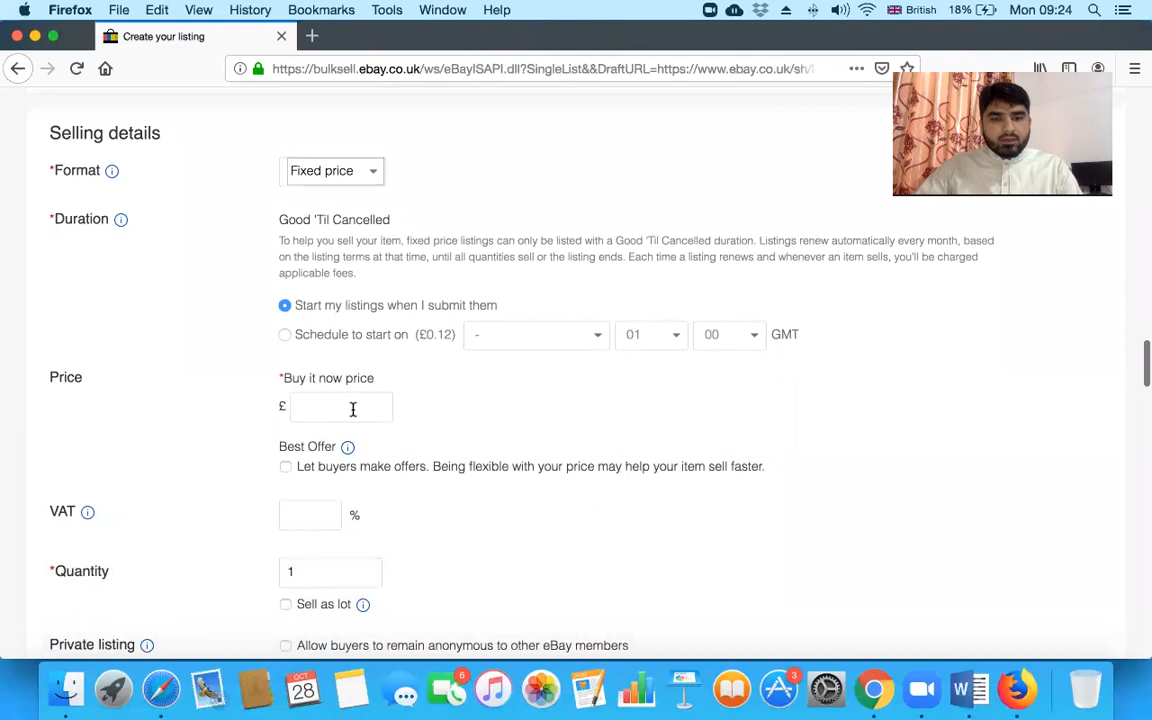 Firefox File Edit View History Bookmarks Tools Window Help British 18% Mon 09:24
Create your listing
https://bulksell.ebay.co.uk/ws/eBayISAPI.dll?SingleList&&DraftURL=https://www.ebay.co.uk/sh/
Selling details
*Format Fixed price
*Duration Good 'Til Cancelled
To help you sell your item, fixed price listings can only be listed with a Good 'Til Cancelled duration. Listings renew automatically every month, based
on the listing terms at that time, until all quantities sell or the listing ends. Each time a listing renews and whenever an item sells, you'll be charged
applicable fees.
Start my listings when I submit them
Schedule to start on (£0.12) - 01 00 GMT
Price *Buy it now price
£
Best Offer
Let buyers make offers. Being flexible with your price may help your item sell faster.
VAT %
*Quantity 1
Sell as lot
Private listing Allow buyers to remain anonymous to other eBay members
OCT 28 6 3 W